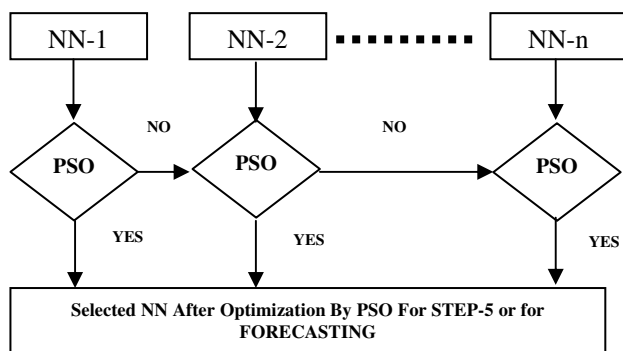 NN-1
NN-2
NN-n
NO
NO
PSO
PSO
PSO
YES
YES
YES
Selected NN After Optimization By PSO For STEP-5 or for
FORECASTING